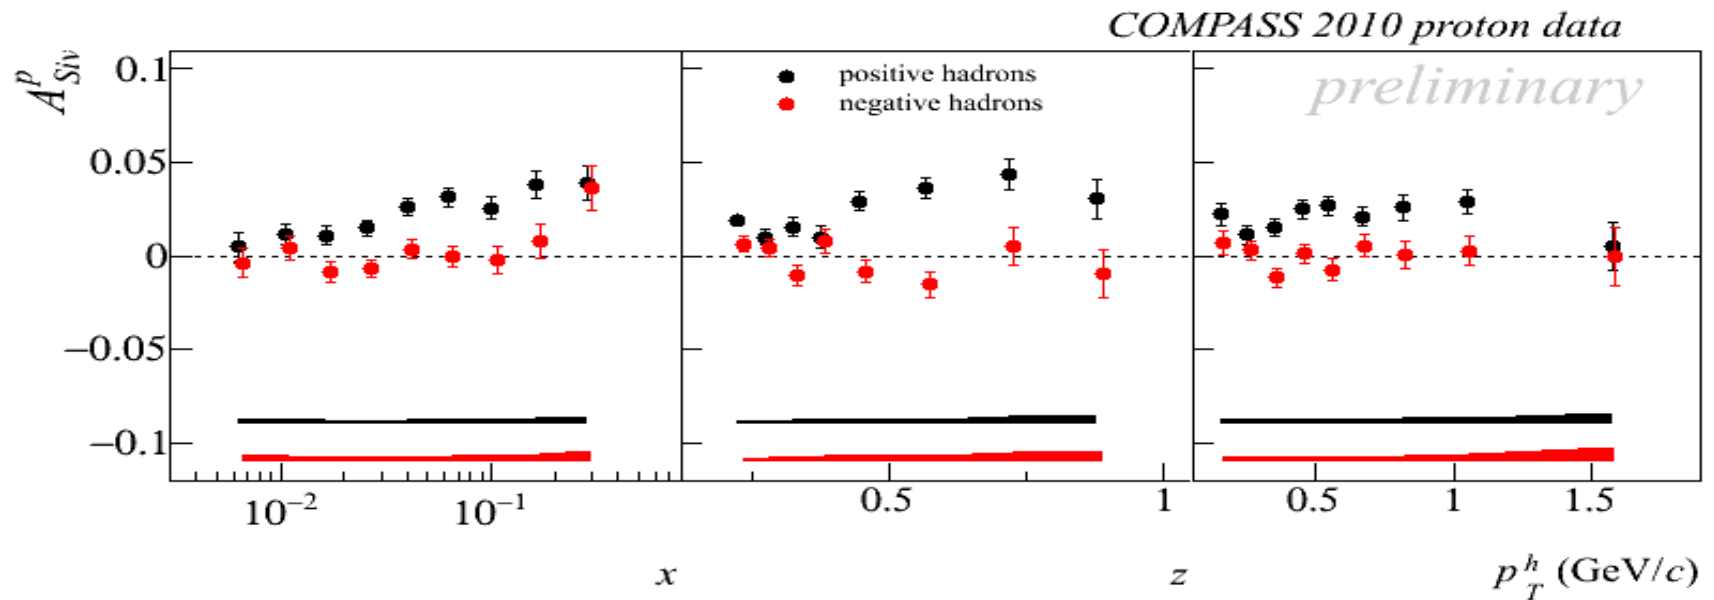 COMPASS 2010 proton data
A^p_Siv
0.1
0.05
0
−0.05
−0.1
positive hadrons
negative hadrons
preliminary
10^−2 10^−1
0.5 1
0.5 1 1.5
x
z
p_T^h (GeV/c)